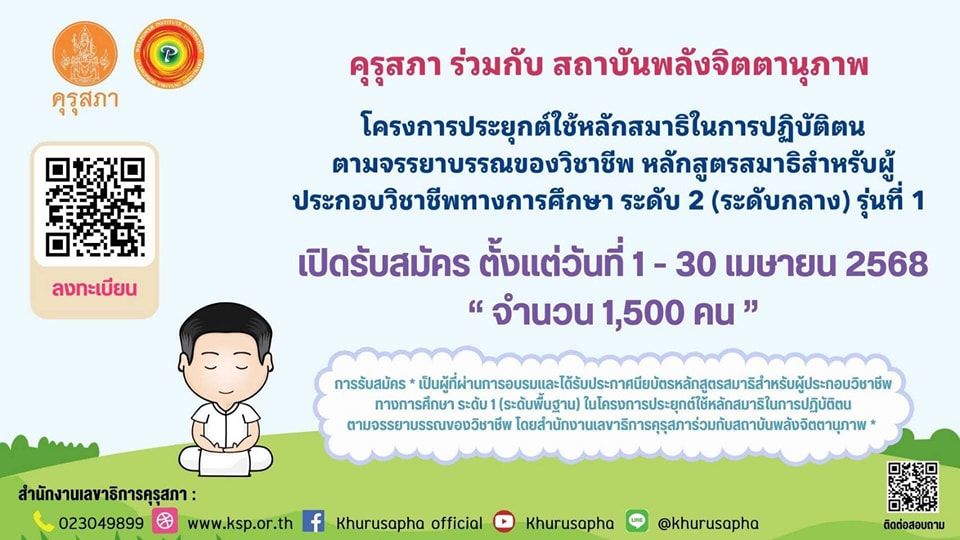 คุรุสภา
คุรุสภา ร่วมกับ สถาบันพลังจิตตานุภาพ
โครงการประยุกต์ใช้หลักสมาธิในการปฏิบัติตน
ตามจรรยาบรรณของวิชาชีพ หลักสูตรสมาธิสำหรับผู้
ประกอบวิชาชีพทางการศึกษา ระดับ 2 (ระดับกลาง) รุ่นที่ 1
ลงทะเบียน
เปิดรับสมัคร ตั้งแต่วันที่ 1 - 30 เมษายน 2568
“ จำนวน 1,500 คน ”
การรับสมัคร * เป็นผู้ที่ผ่านการอบรมและได้รับประกาศนียบัตรหลักสูตรสมาธิสำหรับผู้ประกอบวิชาชีพ
ทางการศึกษา ระดับ 1 (ระดับพื้นฐาน) ในโครงการประยุกต์ใช้หลักสมาธิในการปฏิบัติตน
ตามจรรยาบรรณของวิชาชีพ โดยสำนักงานเลขาธิการคุรุสภาร่วมกับสถาบันพลังจิตตานุภาพ *
สำนักงานเลขาธิการคุรุสภา :
023049899 www.ksp.or.th Khurusapha official Khurusapha @khurusapha
ติดต่อสอบถาม